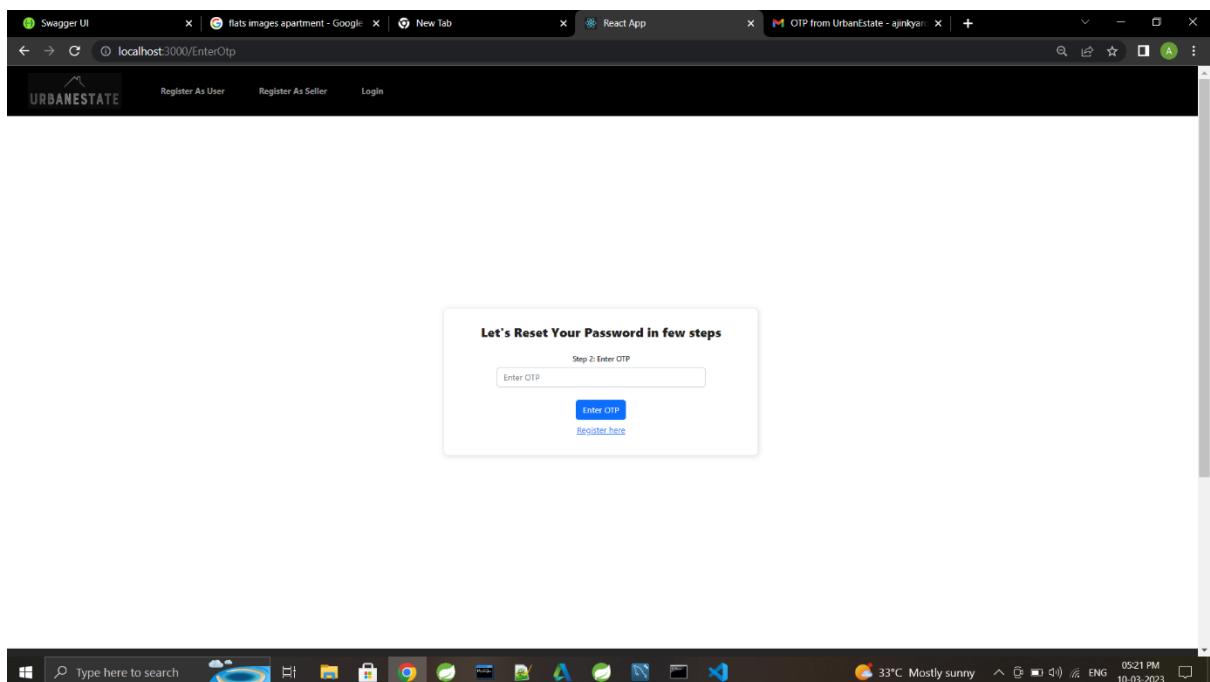 Swagger UI
flats images apartment - Google
New Tab
React App
OTP from UrbanEstate - ajinkyar
localhost:3000/EnterOtp
A
URBANESTATE
Register As User
Register As Seller
Login
Let's Reset Your Password in few steps
Step 2: Enter OTP
Enter OTP
Enter OTP
Register here
Type here to search
33°C Mostly sunny
ENG
05:21 PM
10-03-2023